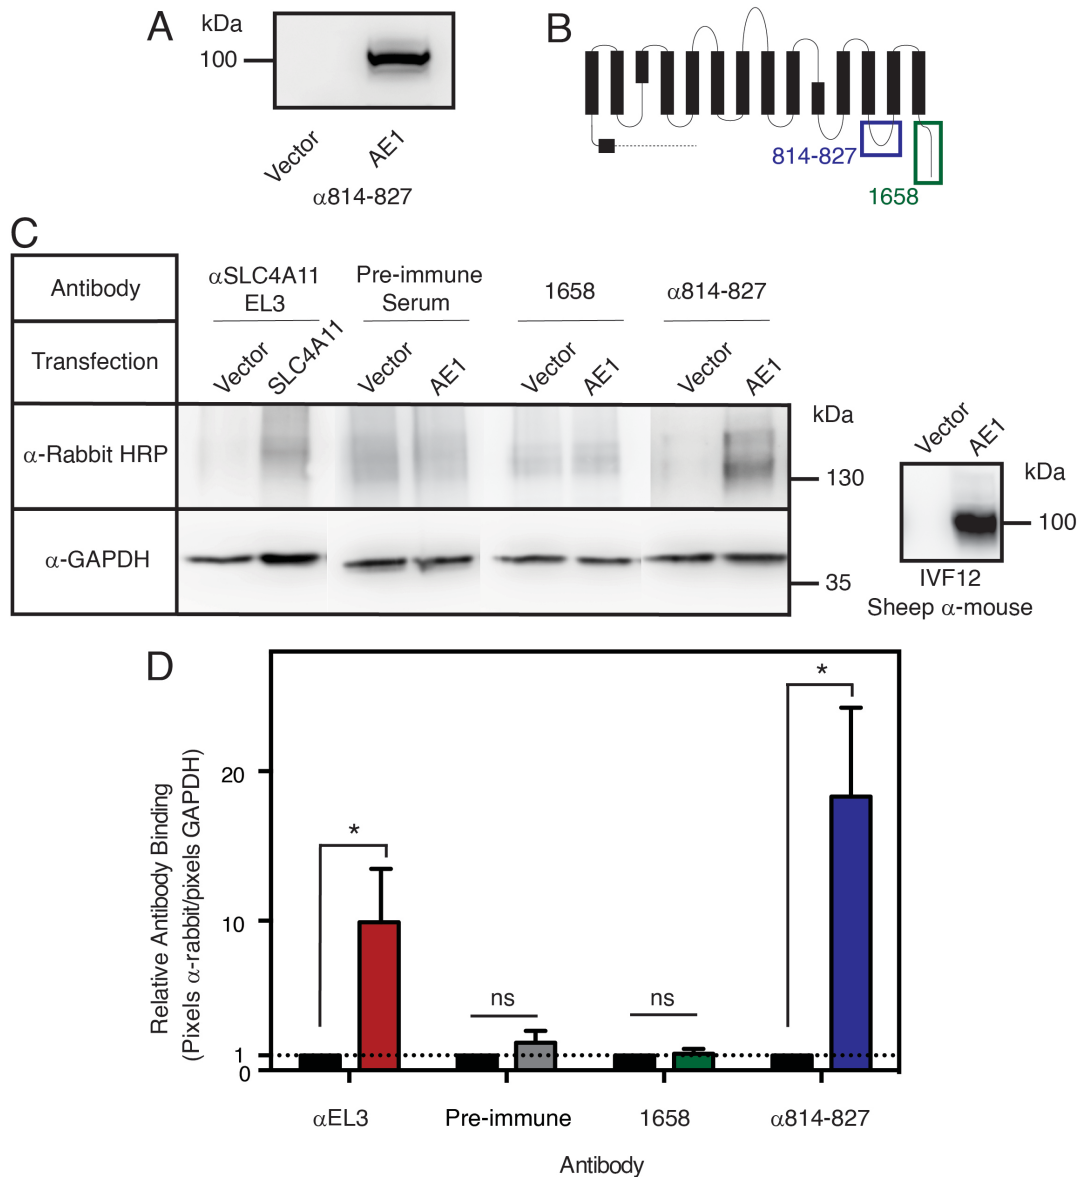 A
kDa
100
Vector
AE1
α814-827
B
814-827
1658
C
Antibody
αSLC4A11
EL3
Pre-immune
Serum
1658
α814-827
Transfection
Vector
SLC4A11
Vector
AE1
Vector
AE1
Vector
AE1
α-Rabbit HRP
kDa
130
α-GAPDH
35
Vector
AE1
kDa
100
IVF12
Sheep α-mouse
D
Relative Antibody Binding
(Pixels α-rabbit/pixels GAPDH)
20
10
1
0
*
ns
ns
*
αEL3
Pre-immune
1658
α814-827
Antibody